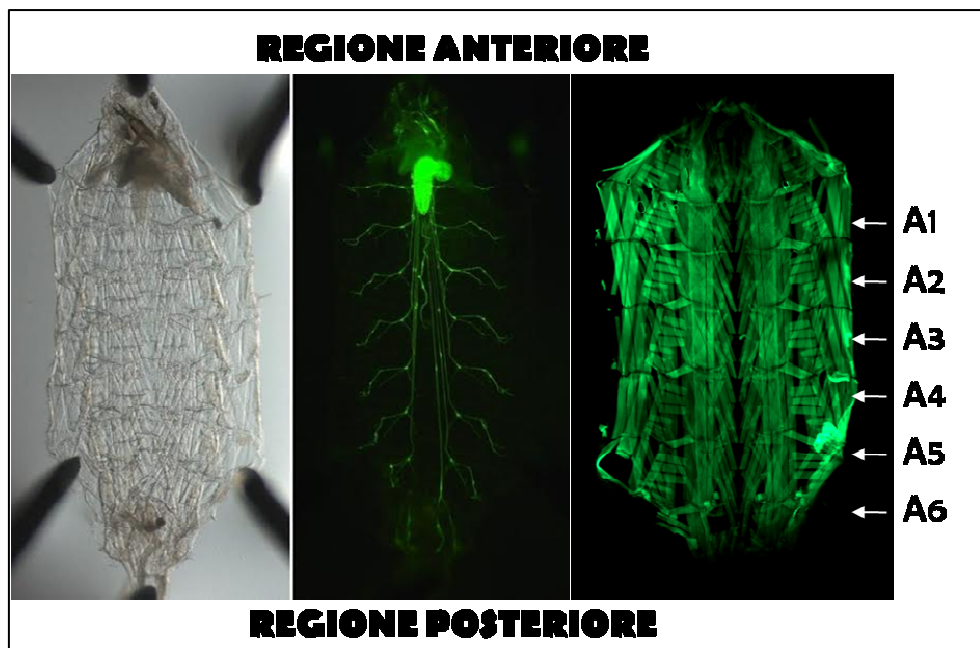 REGIONE ANTERIORE
A1
A2
A3
A4
A5
A6
REGIONE POSTERIORE